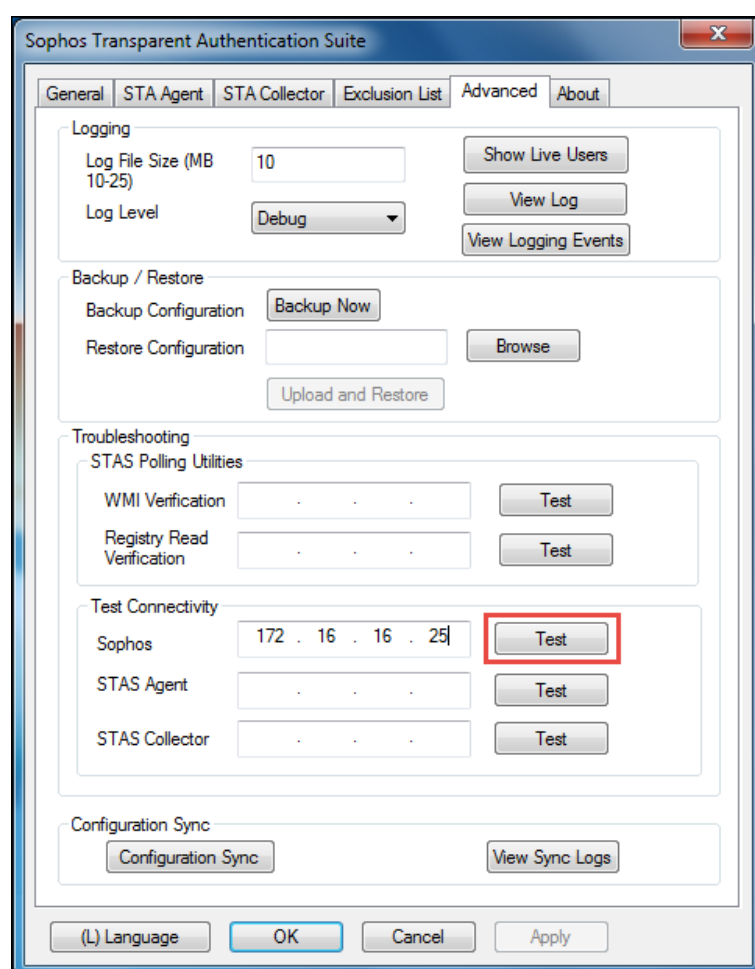 Sophos Transparent Authentication Suite
General STA Agent STA Collector Exclusion List Advanced About
Logging
Log File Size (MB
10-25)
10
Show Live Users
Log Level
Debug
View Log
View Logging Events
Backup / Restore
Backup Configuration
Backup Now
Restore Configuration
Browse
Upload and Restore
Troubleshooting
STAS Polling Utilities
WMI Verification
. . .
Test
Registry Read
Verification
. . .
Test
Test Connectivity
Sophos
172 . 16 . 16 . 25
Test
STAS Agent
. . .
Test
STAS Collector
. . .
Test
Configuration Sync
Configuration Sync
View Sync Logs
(L) Language
OK
Cancel
Apply